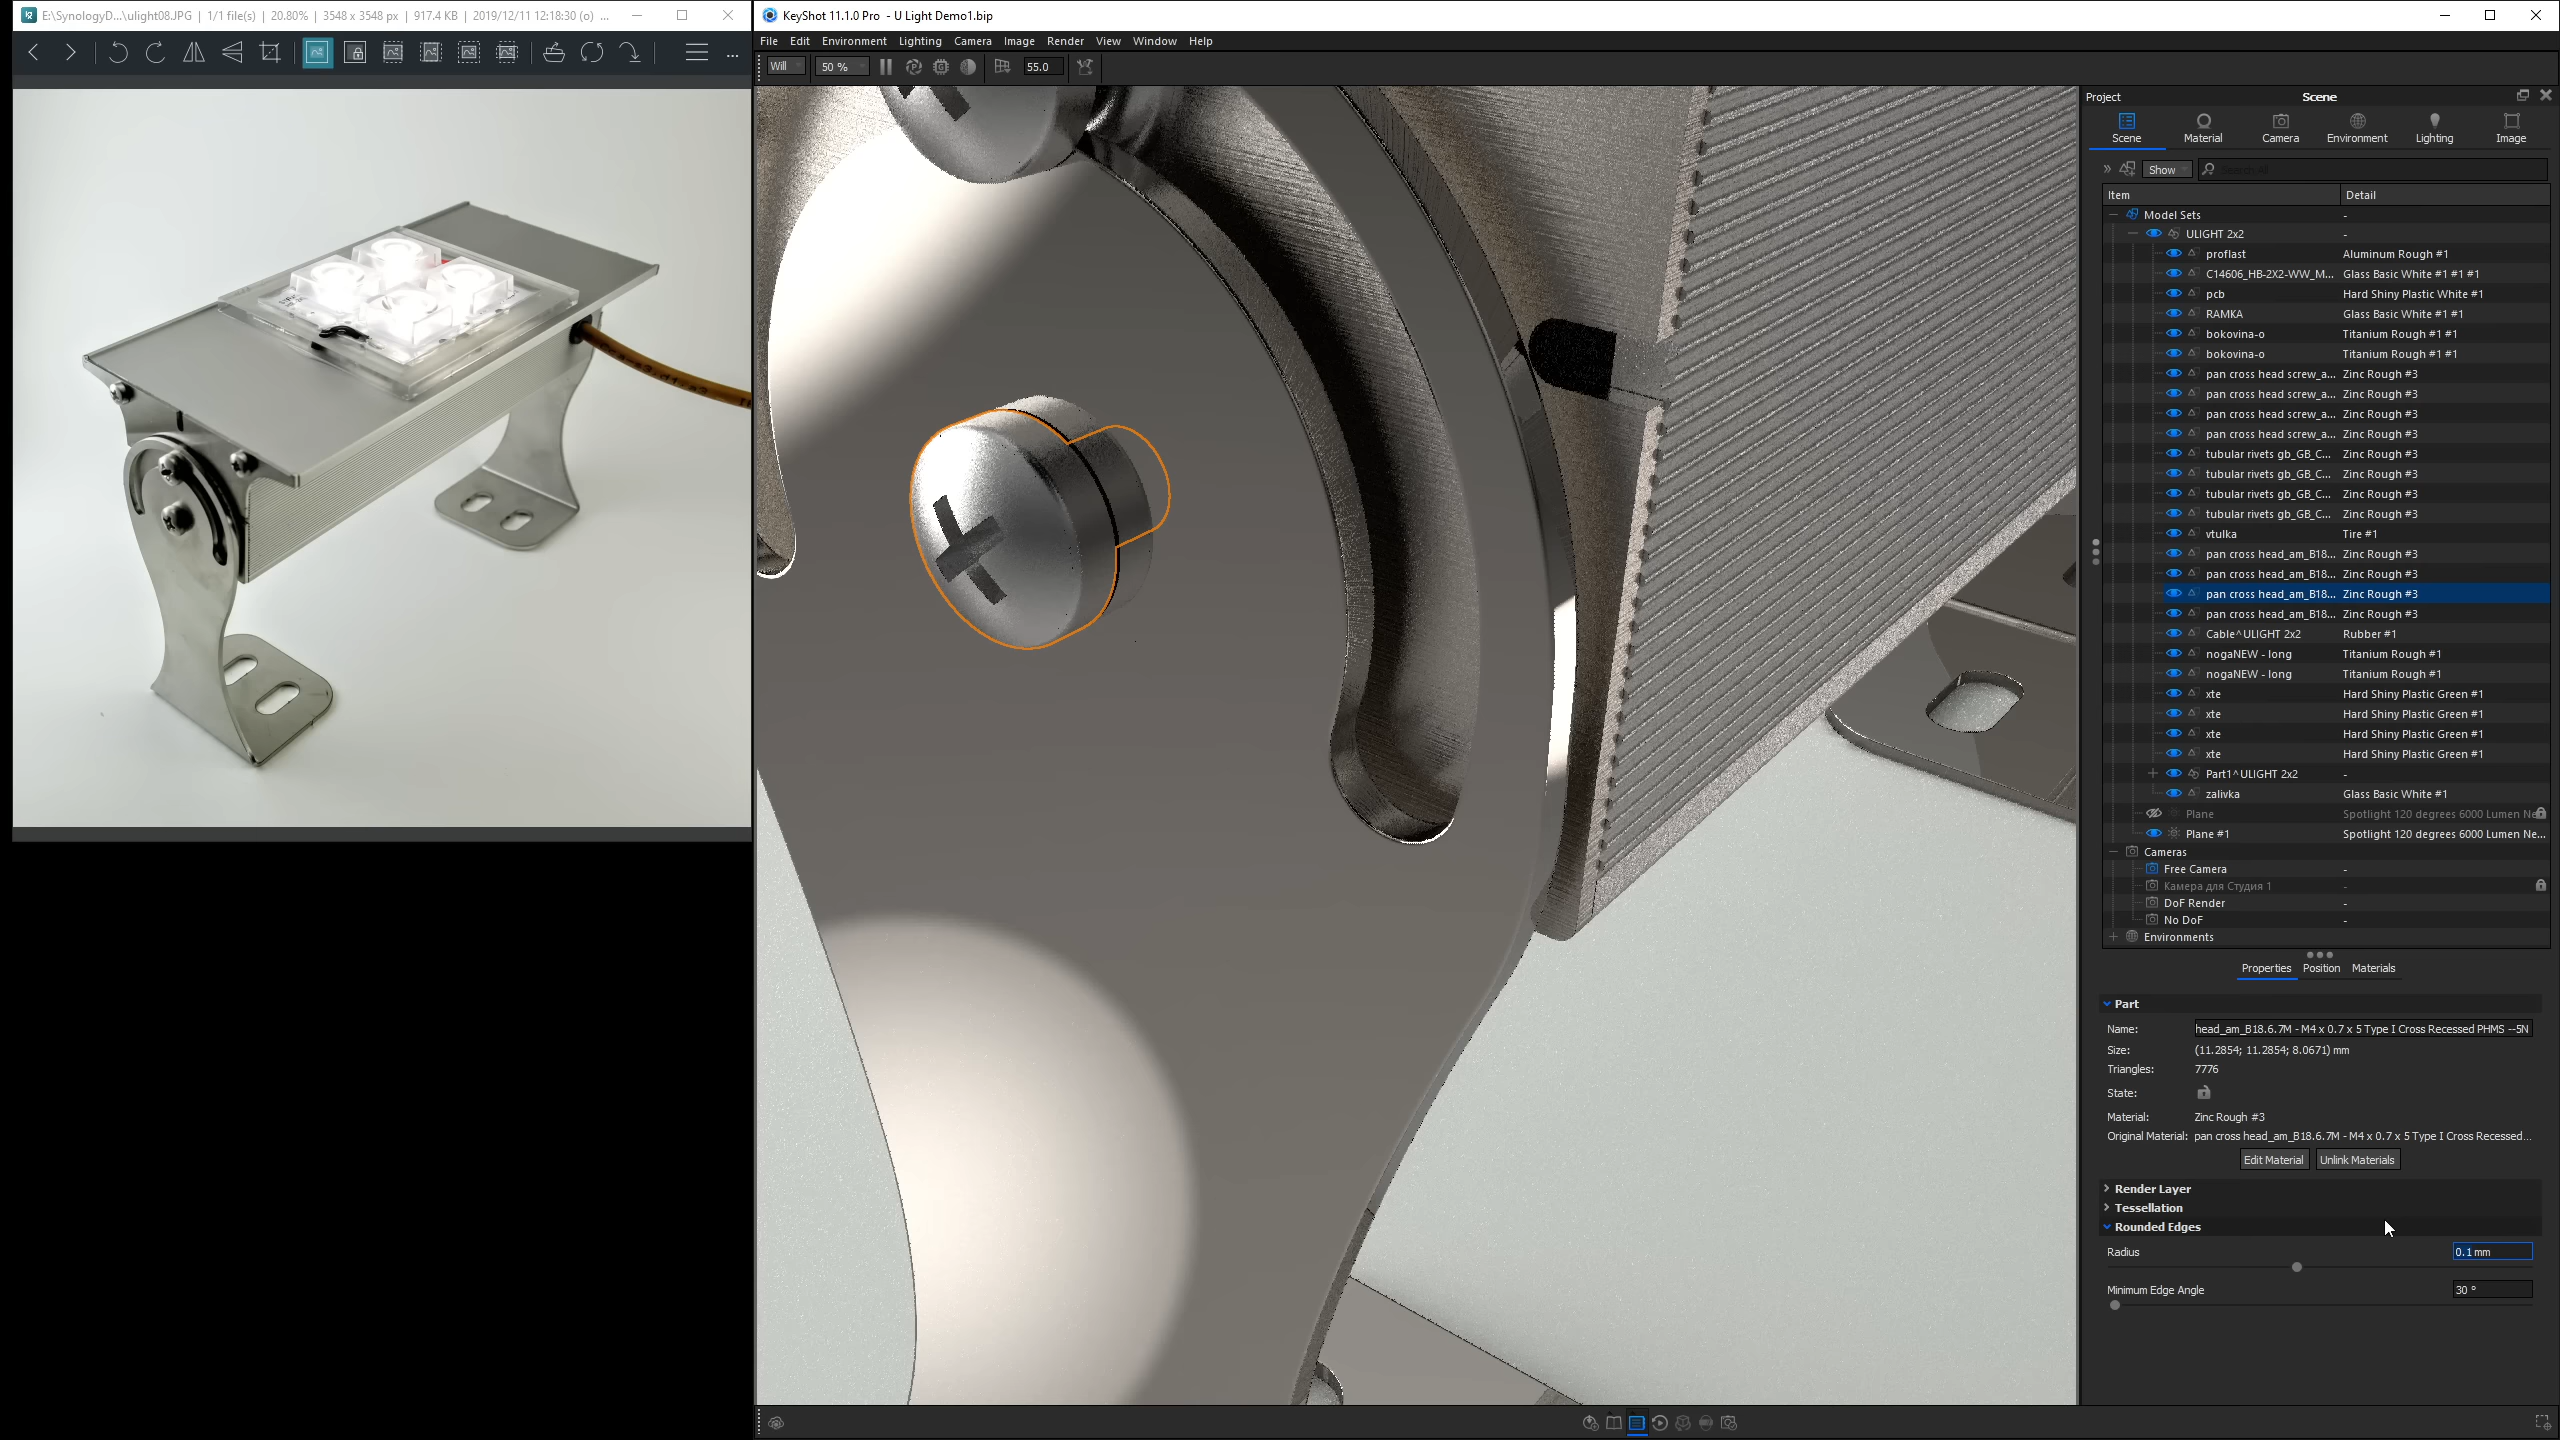 E:\SynologyD...\ulight08.JPG | 1/1 file(s) | 20.80% | 3548 x 3548 px | 917.4 KB | 2019/12/11 12:18:30 (o) ...
KeyShot 11.1.0 Pro - U Light Demo1.bip
File Edit Environment Lighting Camera Image Render View Window Help
Will 50 % 55.0
Project Scene
Scene Material Camera Environment Lighting Image
Show
Item Detail
Model Sets -
ULIGHT 2x2 -
proflast Aluminum Rough #1
C14606_HB-2X2-WW_M... Glass Basic White #1 #1 #1
pcb Hard Shiny Plastic White #1
RAMKA Glass Basic White #1 #1
bokovina-o Titanium Rough #1 #1
bokovina-o Titanium Rough #1 #1
pan cross head screw_a... Zinc Rough #3
pan cross head screw_a... Zinc Rough #3
pan cross head screw_a... Zinc Rough #3
pan cross head screw_a... Zinc Rough #3
tubular rivets gb_GB_C... Zinc Rough #3
tubular rivets gb_GB_C... Zinc Rough #3
tubular rivets gb_GB_C... Zinc Rough #3
tubular rivets gb_GB_C... Zinc Rough #3
vtulka Tire #1
pan cross head_am_B18... Zinc Rough #3
pan cross head_am_B18... Zinc Rough #3
pan cross head_am_B18... Zinc Rough #3
pan cross head_am_B18... Zinc Rough #3
Cable^ULIGHT 2x2 Rubber #1
nogaNEW - long Titanium Rough #1
nogaNEW - long Titanium Rough #1
xte Hard Shiny Plastic Green #1
xte Hard Shiny Plastic Green #1
xte Hard Shiny Plastic Green #1
xte Hard Shiny Plastic Green #1
Part1^ULIGHT 2x2 -
zalivka Glass Basic White #1
Plane Spotlight 120 degrees 6000 Lumen Ne
Plane #1 Spotlight 120 degrees 6000 Lumen Ne...
Cameras
Free Camera -
Камера для Студия 1 -
DoF Render -
No DoF -
Environments
Properties Position Materials
Part
Name: head_am_B18.6.7M - M4 x 0.7 x 5 Type I Cross Recessed PHMS --5N
Size: (11.2854; 11.2854; 8.0671) mm
Triangles: 7776
State:
Material: Zinc Rough #3
Original Material: pan cross head_am_B18.6.7M - M4 x 0.7 x 5 Type I Cross Recessed...
Edit Material Unlink Materials
Render Layer
Tessellation
Rounded Edges
Radius 0.1 mm
Minimum Edge Angle 30 °